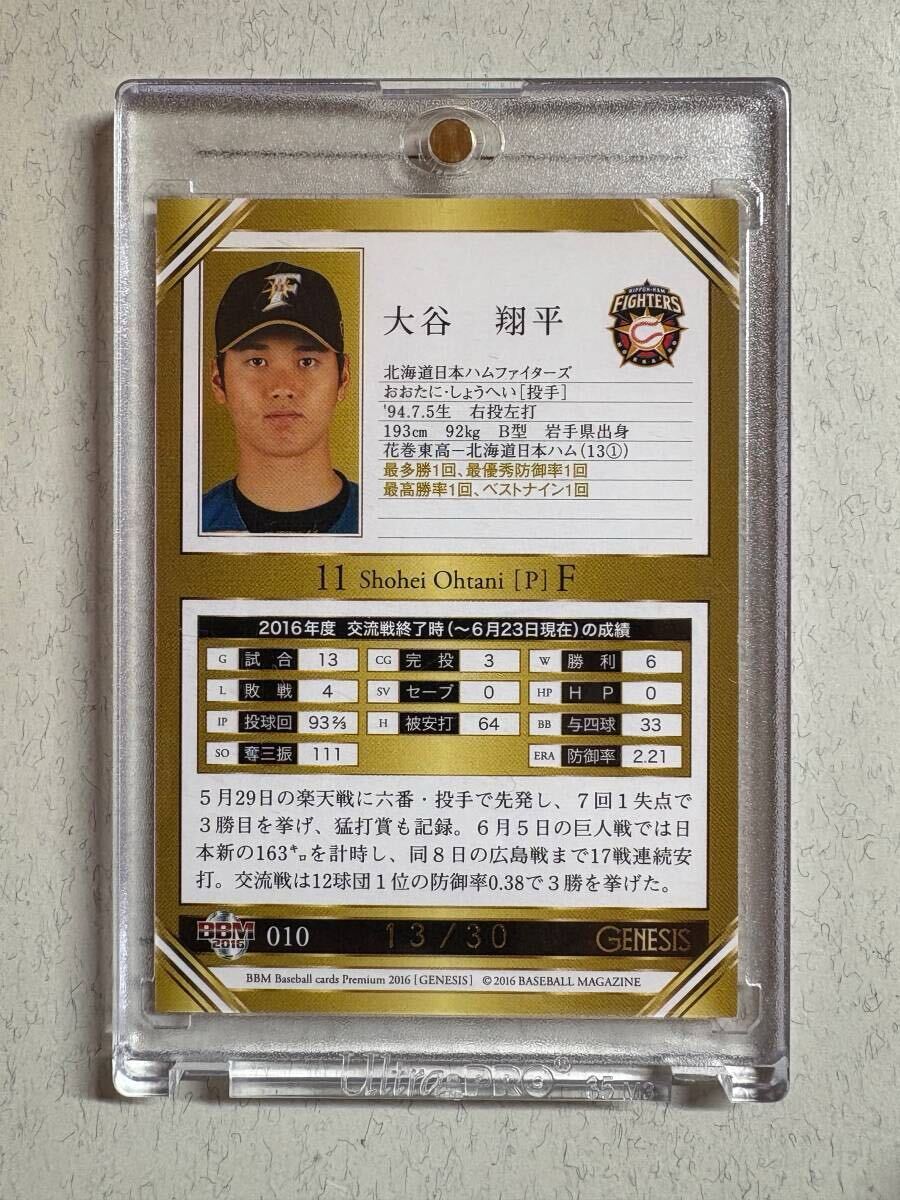 大谷 翔平
NIPPON-HAM
FIGHTERS
北海道日本ハムファイターズ
おおたに・しょうへい[投手]
'94.7.5生 右投左打
193cm 92kg B型 岩手県出身
花巻東高－北海道日本ハム(13①)
最多勝1回、最優秀防御率1回
最高勝率1回、ベストナイン1回
11 Shohei Ohtani [P] F
2016年度 交流戦終了時(～6月23日現在)の成績
G 試合 13 CG 完投 3 W 勝利 6
L 敗戦 4 SV セーブ 0 HP HP 0
IP 投球回 93⅔ H 被安打 64 BB 与四球 33
SO 奪三振 111 ERA 防御率 2.21
5月29日の楽天戦に六番・投手で先発し、7回1失点で
3勝目を挙げ、猛打賞も記録。6月5日の巨人戦では日
本新の163㌔を計時し、同8日の広島戦まで17戦連続安
打。交流戦は12球団1位の防御率0.38で3勝を挙げた。
BBM 2016 010 13/30 GENESIS
BBM Baseball cards Premium 2016 [GENESIS] © 2016 BASEBALL MAGAZINE
Ultra PRO®